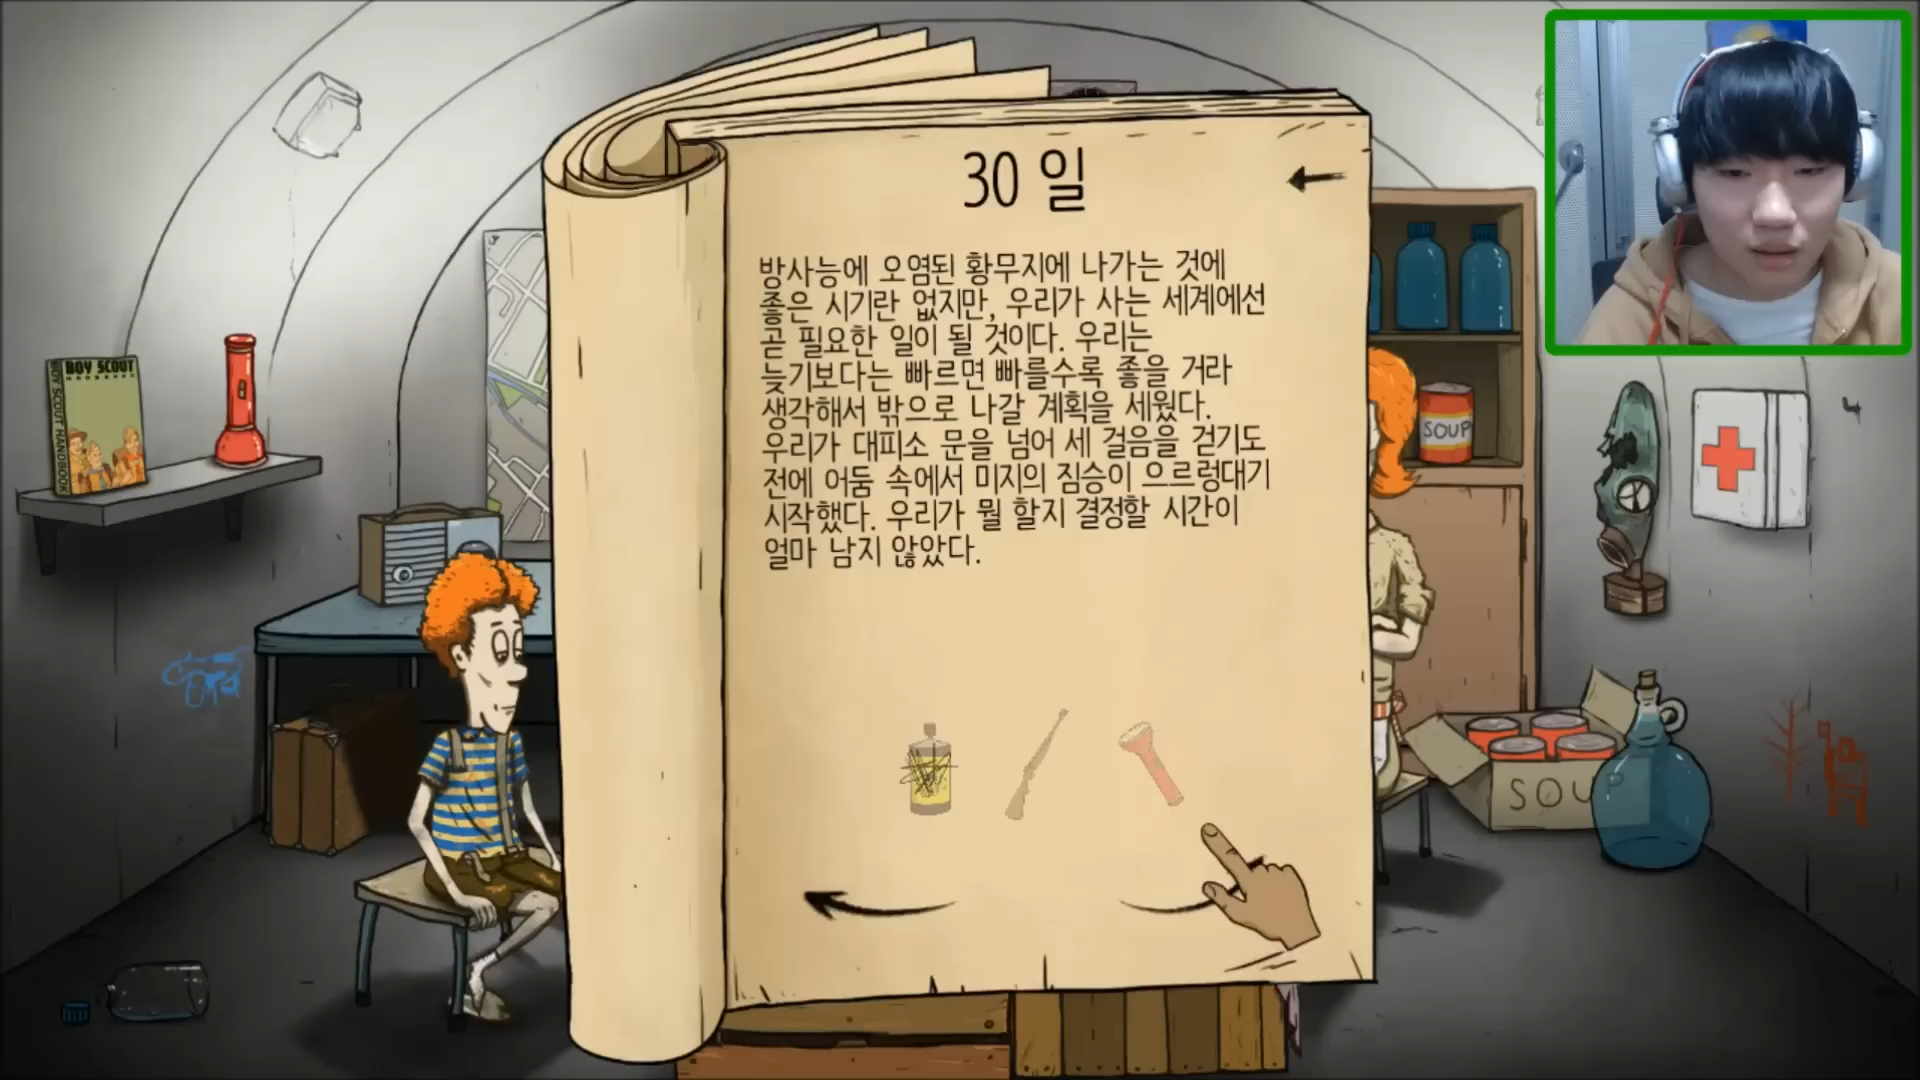 30 일
방사능에 오염된 황무지에 나가는 것에
좋은 시기란 없지만, 우리가 사는 세계에선
곧 필요한 일이 될 것이다. 우리는
늦기보다는 빠르면 빠를수록 좋을 거라
생각해서 밖으로 나갈 계획을 세웠다.
우리가 대피소 문을 넘어 세 걸음을 걷기도
전에 어둠 속에서 미지의 짐승이 으르렁대기
시작했다. 우리가 뭘 할지 결정할 시간이
얼마 남지 않았다.
BOY SCOUT
HANDBOOK
BOY SCOUT HANDBOOK
SOUP
SOUP